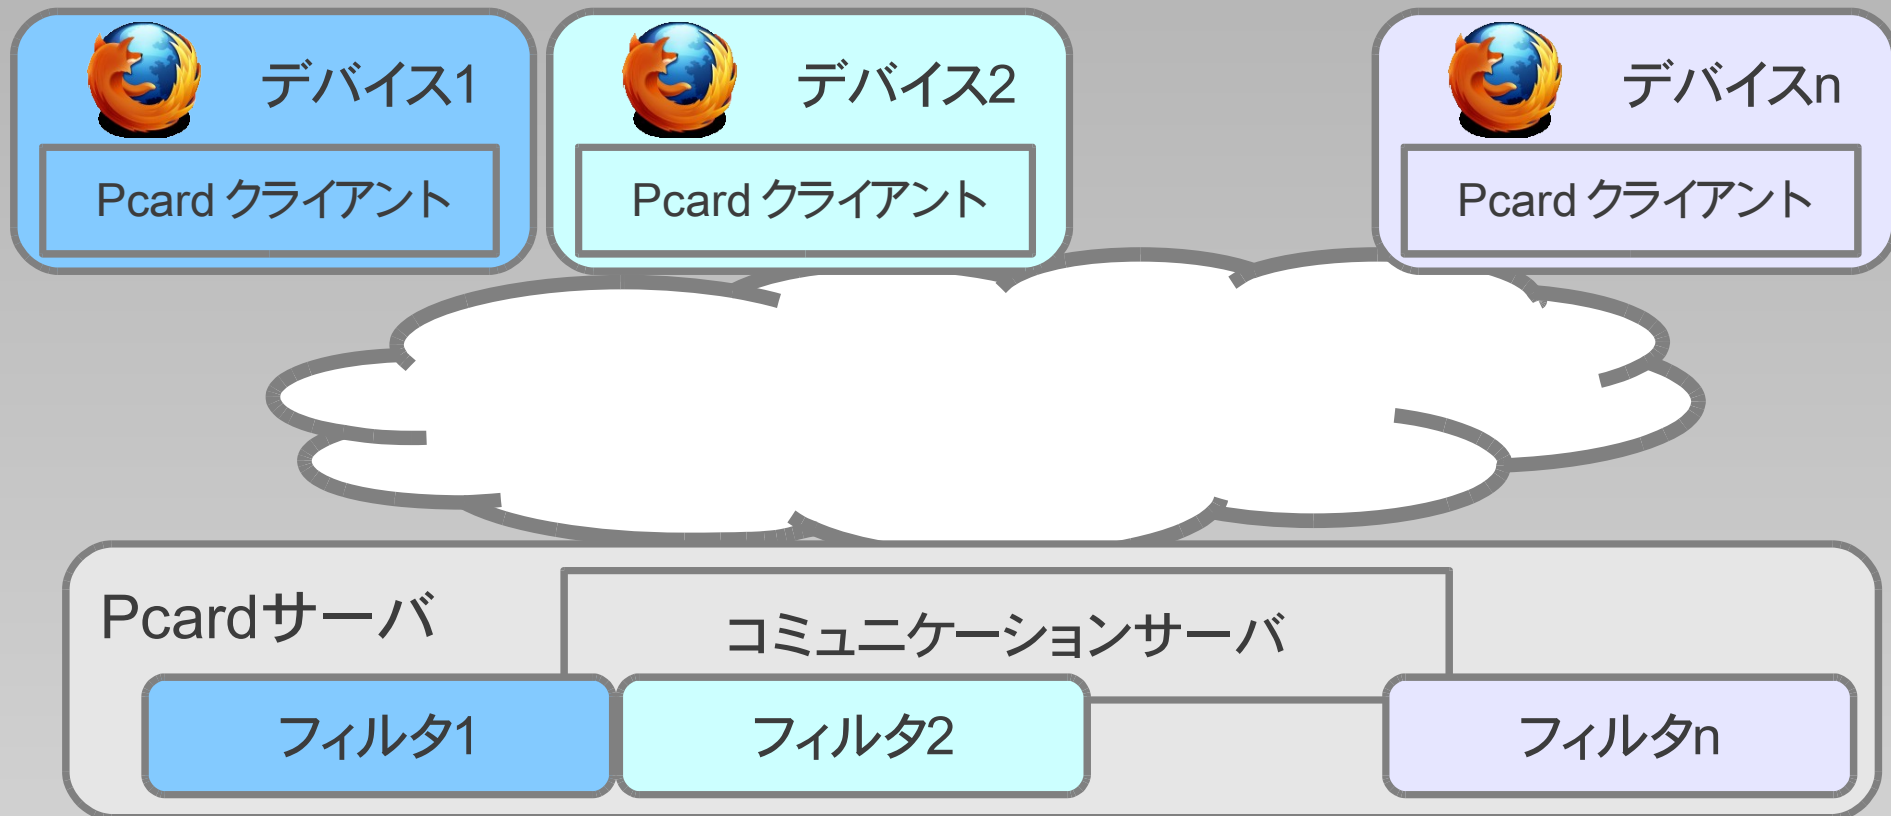 デバイス1
デバイス2
デバイスn
Pcard クライアント
Pcard クライアント
Pcard クライアント
Pcardサーバ
コミュニケーションサーバ
フィルタ1
フィルタ2
フィルタn